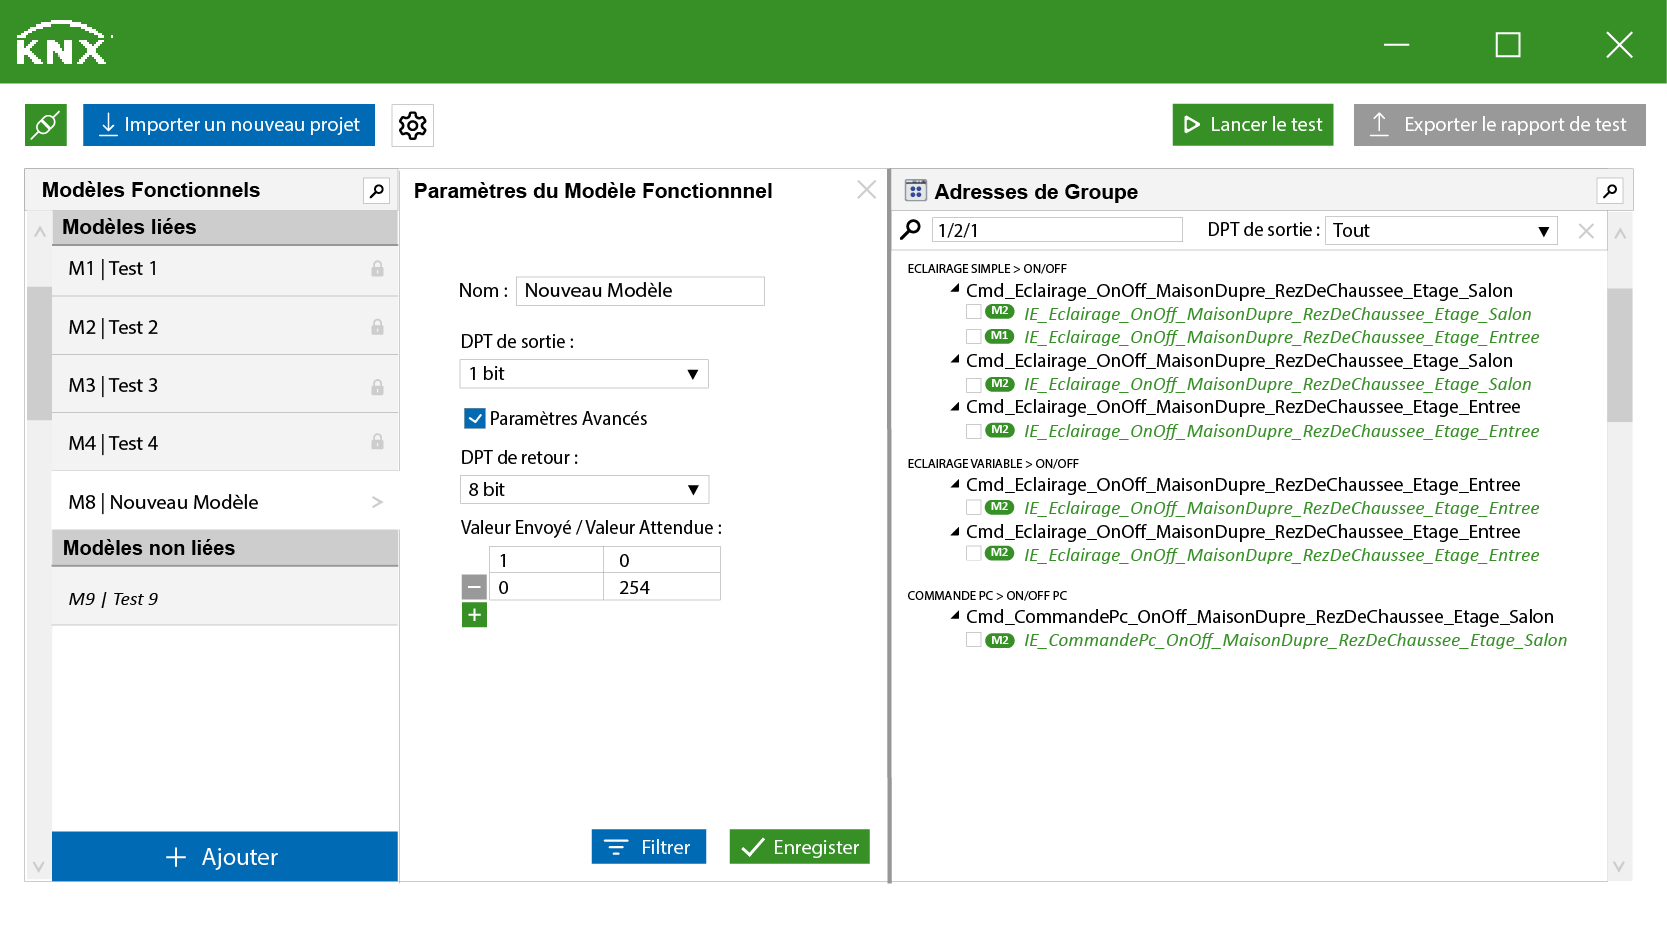 KNX
Importer un nouveau projet
Lancer le test
Exporter le rapport de test
Modèles Fonctionnels
Modèles liées
M1 | Test 1
M2 | Test 2
M3 | Test 3
M4 | Test 4
M8 | Nouveau Modèle
Modèles non liées
M9 | Test 9
+ Ajouter
Paramètres du Modèle Fonctionnnel
Nom : Nouveau Modèle
DPT de sortie :
1 bit
Paramètres Avancés
DPT de retour :
8 bit
Valeur Envoyé / Valeur Attendue :
1 0
0 254
Filtrer
Enregister
Adresses de Groupe
1/2/1
DPT de sortie : Tout
ECLAIRAGE SIMPLE > ON/OFF
Cmd_Eclairage_OnOff_MaisonDupre_RezDeChaussee_Etage_Salon
M2 IE_Eclairage_OnOff_MaisonDupre_RezDeChaussee_Etage_Salon
M1 IE_Eclairage_OnOff_MaisonDupre_RezDeChaussee_Etage_Entree
Cmd_Eclairage_OnOff_MaisonDupre_RezDeChaussee_Etage_Salon
M2 IE_Eclairage_OnOff_MaisonDupre_RezDeChaussee_Etage_Salon
Cmd_Eclairage_OnOff_MaisonDupre_RezDeChaussee_Etage_Entree
M2 IE_Eclairage_OnOff_MaisonDupre_RezDeChaussee_Etage_Entree
ECLAIRAGE VARIABLE > ON/OFF
Cmd_Eclairage_OnOff_MaisonDupre_RezDeChaussee_Etage_Entree
M2 IE_Eclairage_OnOff_MaisonDupre_RezDeChaussee_Etage_Entree
Cmd_Eclairage_OnOff_MaisonDupre_RezDeChaussee_Etage_Entree
M2 IE_Eclairage_OnOff_MaisonDupre_RezDeChaussee_Etage_Entree
COMMANDE PC > ON/OFF PC
Cmd_CommandePc_OnOff_MaisonDupre_RezDeChaussee_Etage_Salon
M2 IE_CommandePc_OnOff_MaisonDupre_RezDeChaussee_Etage_Salon